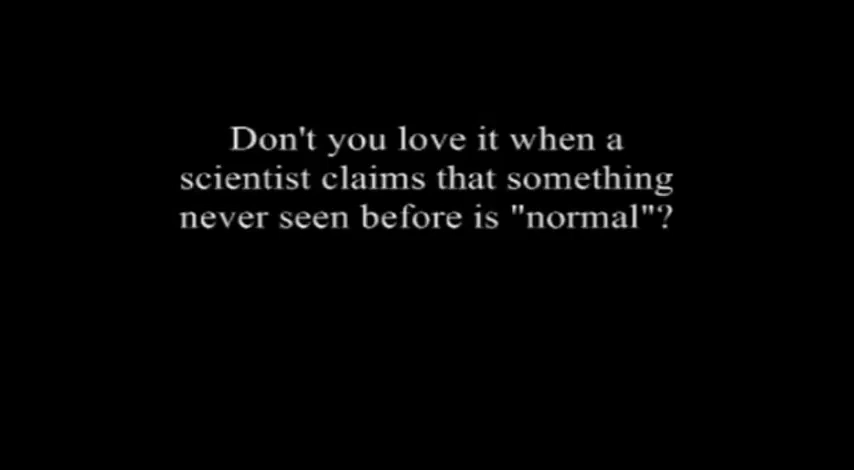 Don't you love it when a
scientist claims that something
never seen before is "normal"?